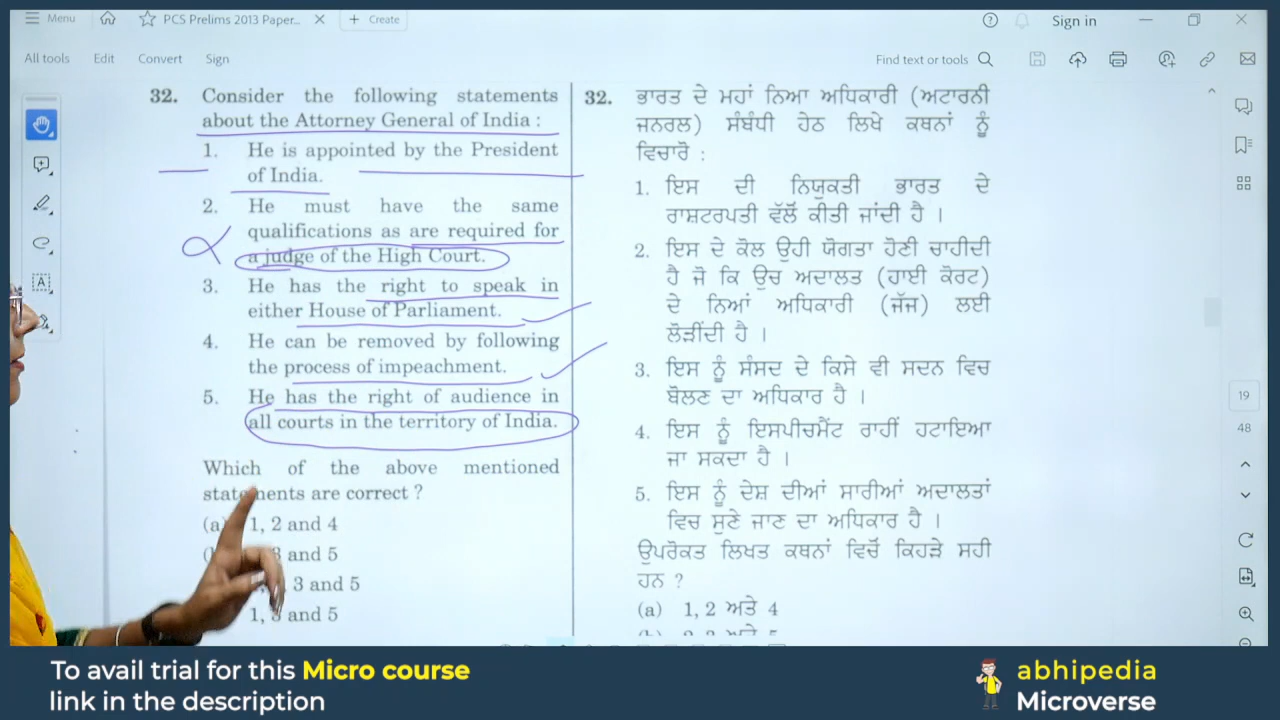 Menu
PCS Prelims 2013 Paper...
Create
Sign in
All tools
Edit
Convert
Sign
Find text or tools
32. Consider the following statements
about the Attorney General of India :
1. He is appointed by the President
of India.
2. He must have the same
qualifications as are required for
a judge of the High Court.
3. He has the right to speak in
either House of Parliament.
4. He can be removed by following
the process of impeachment.
5. He has the right of audience in
all courts in the territory of India.
Which of the above mentioned
statements are correct ?
(a) 1, 2 and 4
3 and 5
3 and 5
1, 3 and 5
32. ਭਾਰਤ ਦੇ ਮਹਾਂ ਨਿਆ ਅਧਿਕਾਰੀ (ਅਟਾਰਨੀ
ਜਨਰਲ) ਸੰਬੰਧੀ ਹੇਠ ਲਿਖੇ ਕਥਨਾਂ ਨੂੰ
ਵਿਚਾਰੋ :
1. ਇਸ ਦੀ ਨਿਯੁਕਤੀ ਭਾਰਤ ਦੇ
ਰਾਸ਼ਟਰਪਤੀ ਵੱਲੋਂ ਕੀਤੀ ਜਾਂਦੀ ਹੈ ।
2. ਇਸ ਦੇ ਕੋਲ ਉਹੀ ਯੋਗਤਾ ਹੋਣੀ ਚਾਹੀਦੀ
ਹੈ ਜੋ ਕਿ ਉਚ ਅਦਾਲਤ (ਹਾਈ ਕੋਰਟ)
ਦੇ ਨਿਆਂ ਅਧਿਕਾਰੀ (ਜੱਜ) ਲਈ
ਲੋੜੀਂਦੀ ਹੈ ।
3. ਇਸ ਨੂੰ ਸੰਸਦ ਦੇ ਕਿਸੇ ਵੀ ਸਦਨ ਵਿਚ
ਬੋਲਣ ਦਾ ਅਧਿਕਾਰ ਹੈ ।
4. ਇਸ ਨੂੰ ਇਸਪੀਚਮੈਂਟ ਰਾਹੀਂ ਹਟਾਇਆ
ਜਾ ਸਕਦਾ ਹੈ ।
5. ਇਸ ਨੂੰ ਦੇਸ਼ ਦੀਆਂ ਸਾਰੀਆਂ ਅਦਾਲਤਾਂ
ਵਿਚ ਸੁਣੇ ਜਾਣ ਦਾ ਅਧਿਕਾਰ ਹੈ ।
ਉਪਰੋਕਤ ਲਿਖਤ ਕਥਨਾਂ ਵਿਚੋਂ ਕਿਹੜੇ ਸਹੀ
ਹਨ ?
(a) 1, 2 ਅਤੇ 4
19
48
To avail trial for this Micro course
link in the description
abhipedia
Microverse